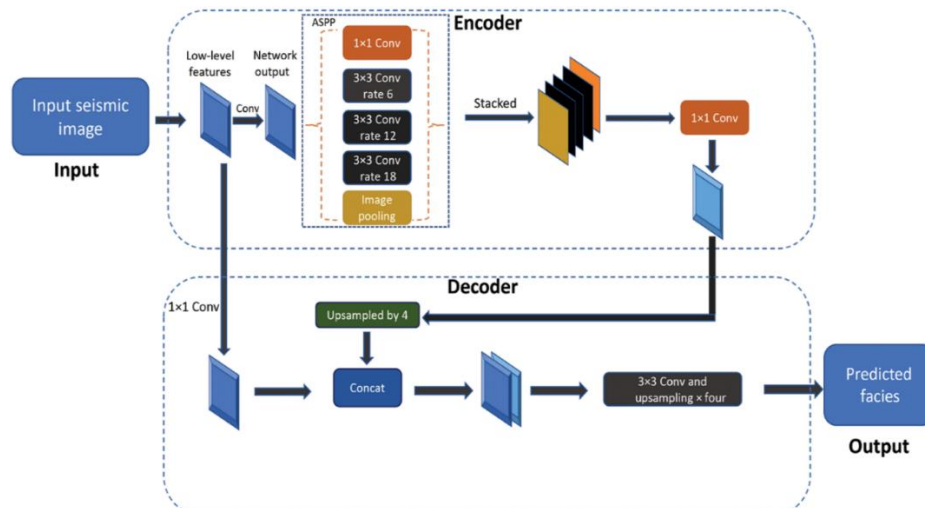 Encoder
ASPP
Low-level
features
Network
output
1×1 Conv
3×3 Conv
rate 6
3×3 Conv
rate 12
3×3 Conv
rate 18
Image
pooling
Input seismic
image
Input
Conv
Stacked
1×1 Conv
Decoder
1×1 Conv
Upsampled by 4
Concat
3×3 Conv and
upsampling × four
Predicted
facies
Output